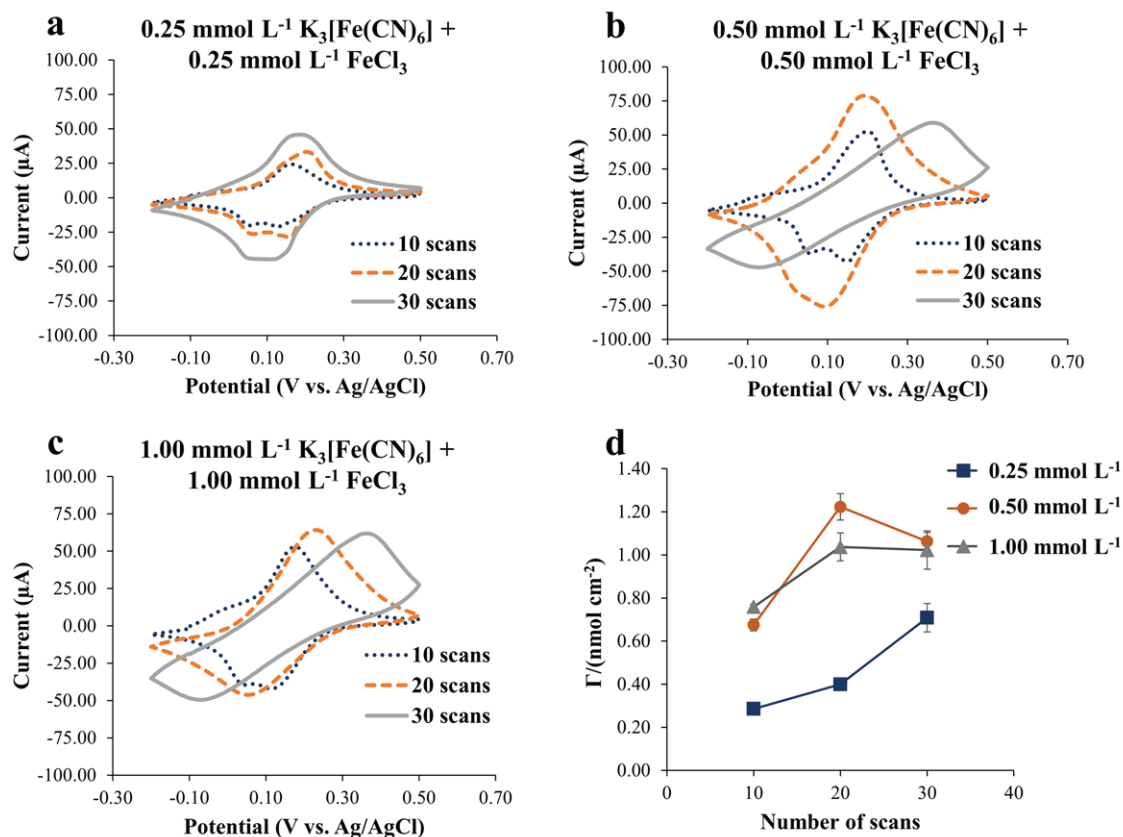 a
0.25 mmol L⁻¹ K₃[Fe(CN)₆] +
0.25 mmol L⁻¹ FeCl₃
100.00
75.00
50.00
25.00
0.00
-25.00
-50.00
-75.00
-100.00
Current (µA)
10 scans
20 scans
30 scans
-0.30 -0.10 0.10 0.30 0.50 0.70
Potential (V vs. Ag/AgCl)
b
0.50 mmol L⁻¹ K₃[Fe(CN)₆] +
0.50 mmol L⁻¹ FeCl₃
100.00
75.00
50.00
25.00
0.00
-25.00
-50.00
-75.00
-100.00
Current (µA)
10 scans
20 scans
30 scans
-0.30 -0.10 0.10 0.30 0.50 0.70
Potential (V vs. Ag/AgCl)
c
1.00 mmol L⁻¹ K₃[Fe(CN)₆] +
1.00 mmol L⁻¹ FeCl₃
100.00
75.00
50.00
25.00
0.00
-25.00
-50.00
-75.00
-100.00
Current (µA)
10 scans
20 scans
30 scans
-0.30 -0.10 0.10 0.30 0.50 0.70
Potential (V vs. Ag/AgCl)
d
1.40
1.20
1.00
0.80
0.60
0.40
0.20
0.00
Γ/(nmol cm⁻²)
0.25 mmol L⁻¹
0.50 mmol L⁻¹
1.00 mmol L⁻¹
0 10 20 30 40
Number of scans